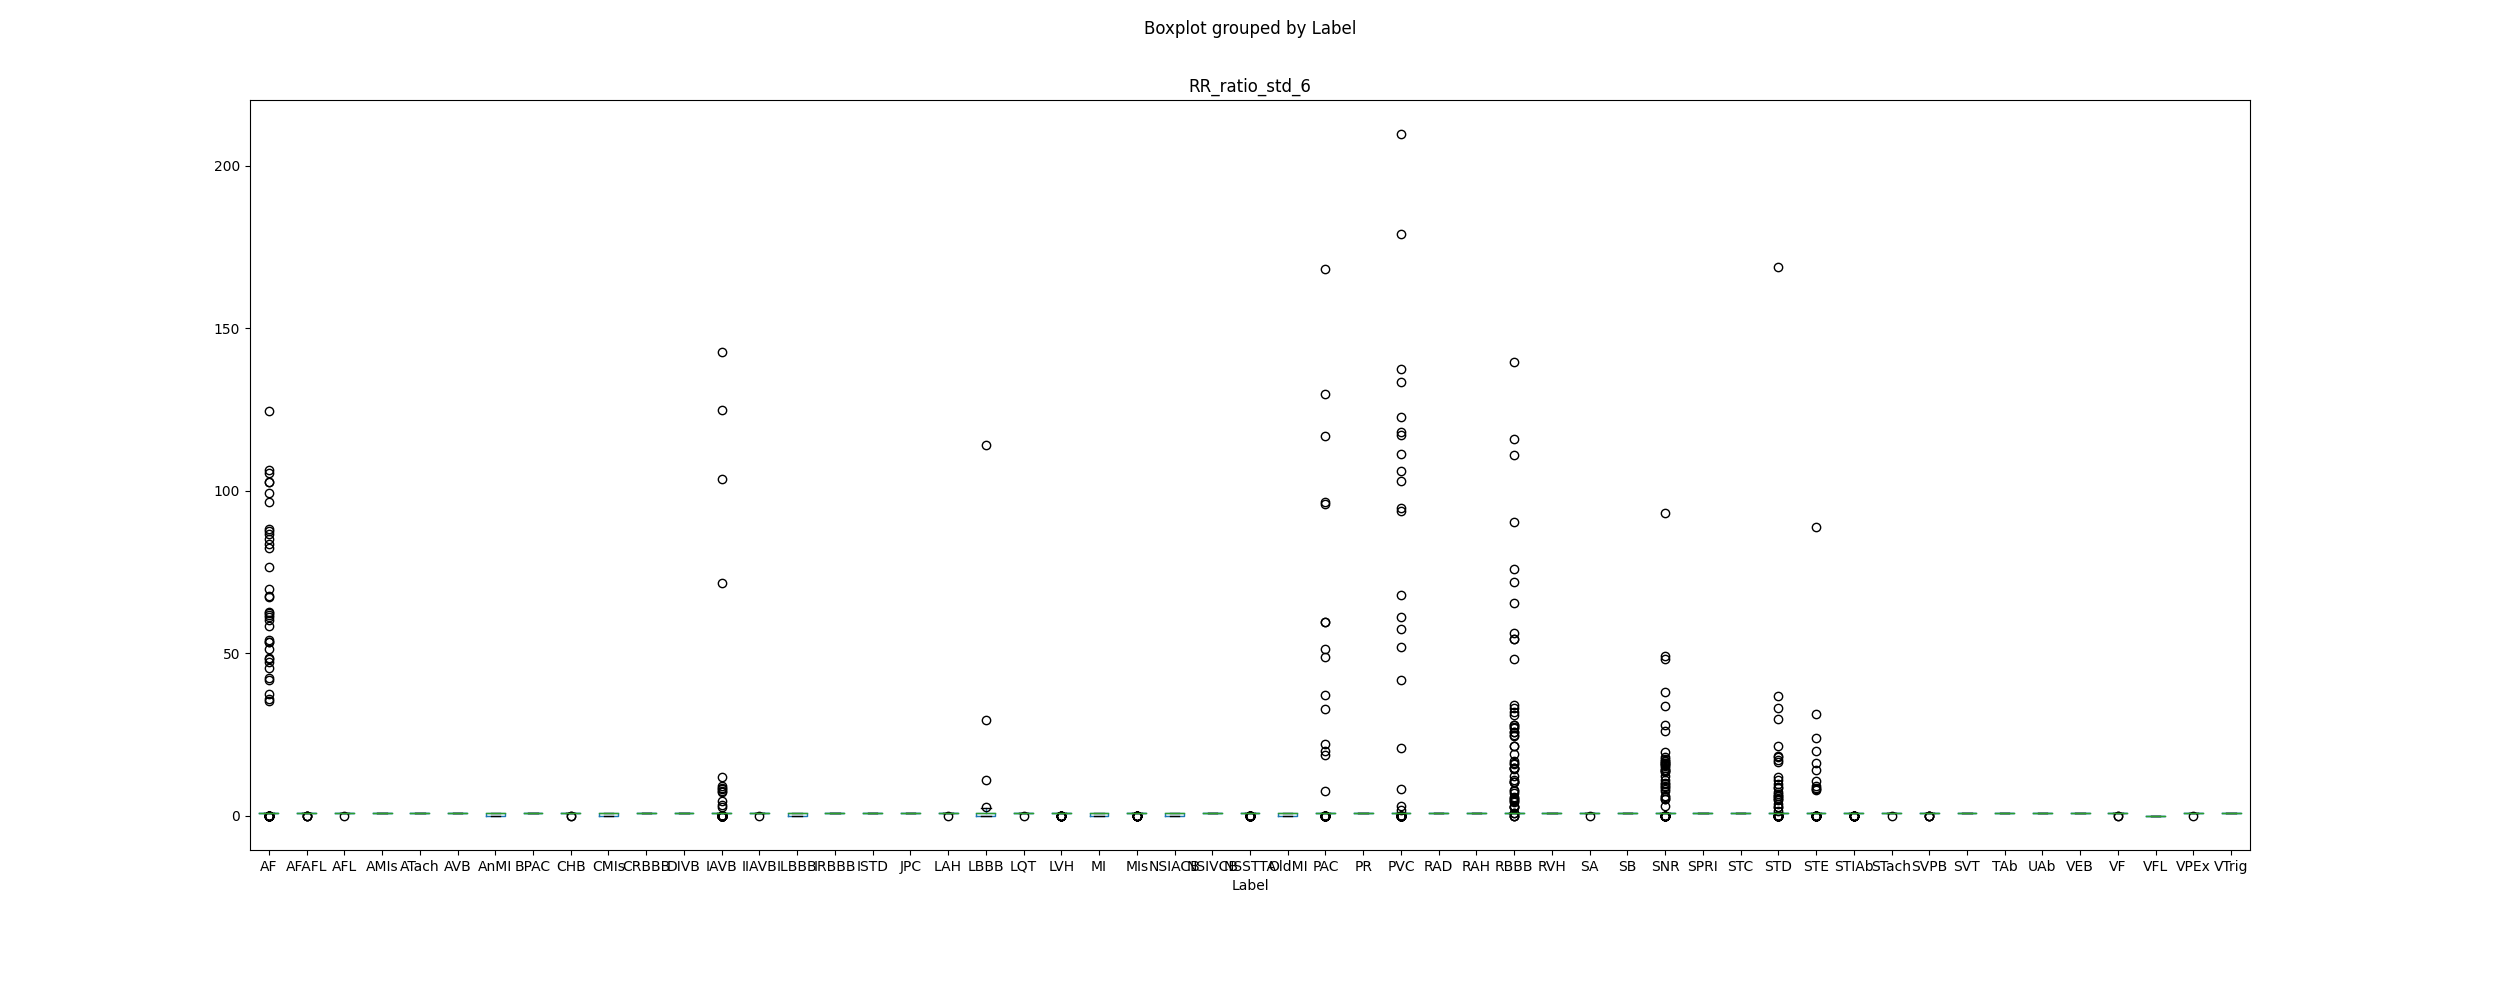 Boxplot grouped by Label
RR_ratio_std_6
200
150
100
50
0
AF AFAFL AFL AMIs ATach AVB AnMI BPAC CHB CMIs CRBBB DIVB IAVB IIAVB ILBBB IRBBB ISTD JPC LAH LBBB LQT LVH MI MIs NSIACB NSIVCB NSSTTA OldMI PAC PR PVC RAD RAH RBBB RVH SA SB SNR SPRI STC STD STE STIAb STach SVPB SVT TAb UAb VEB VF VFL VPEx VTrig
Label